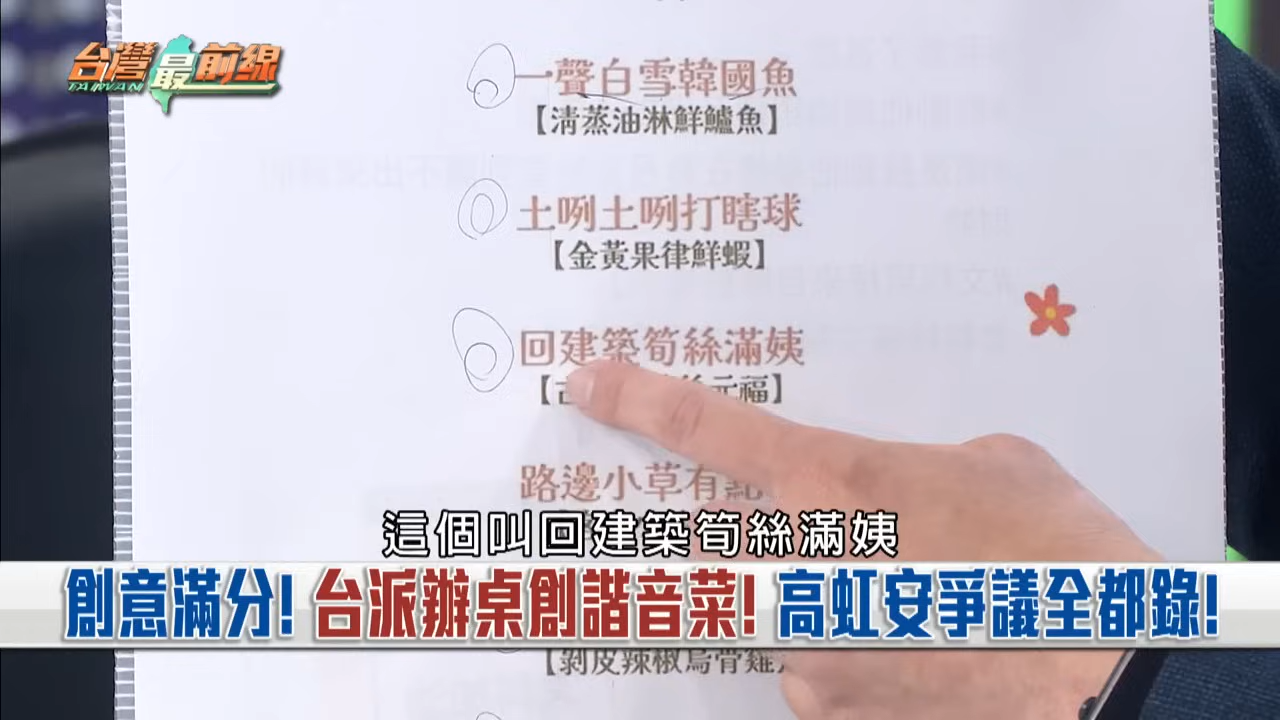 台灣最前線
TAIWAN
一聲白雪韓國魚
【清蒸油淋鮮鱸魚】
土咧土咧打瞎球
【金黃果律鮮蝦】
回建築筍絲滿姨
元福】
路邊小草有點
這個叫回建築筍絲滿姨
創意滿分! 台派辦桌創諧音菜! 高虹安爭議全都錄!
【剝皮辣椒烏骨雞